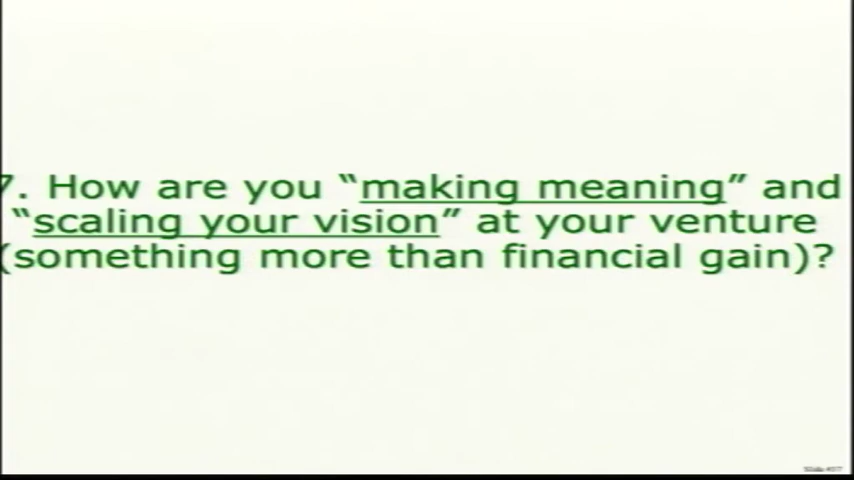 7. How are you “making meaning” and
“scaling your vision” at your venture
(something more than financial gain)?